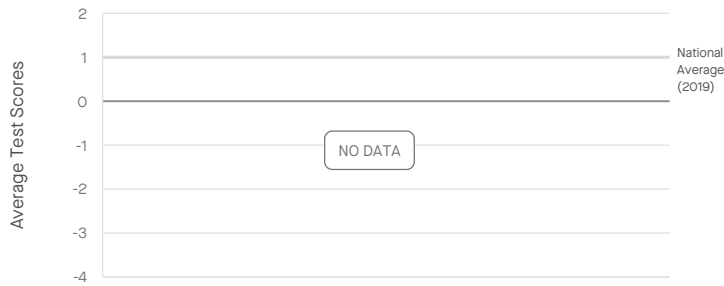 Average Test Scores
2
1
0
-1
-2
-3
-4
National
Average
(2019)
NO DATA